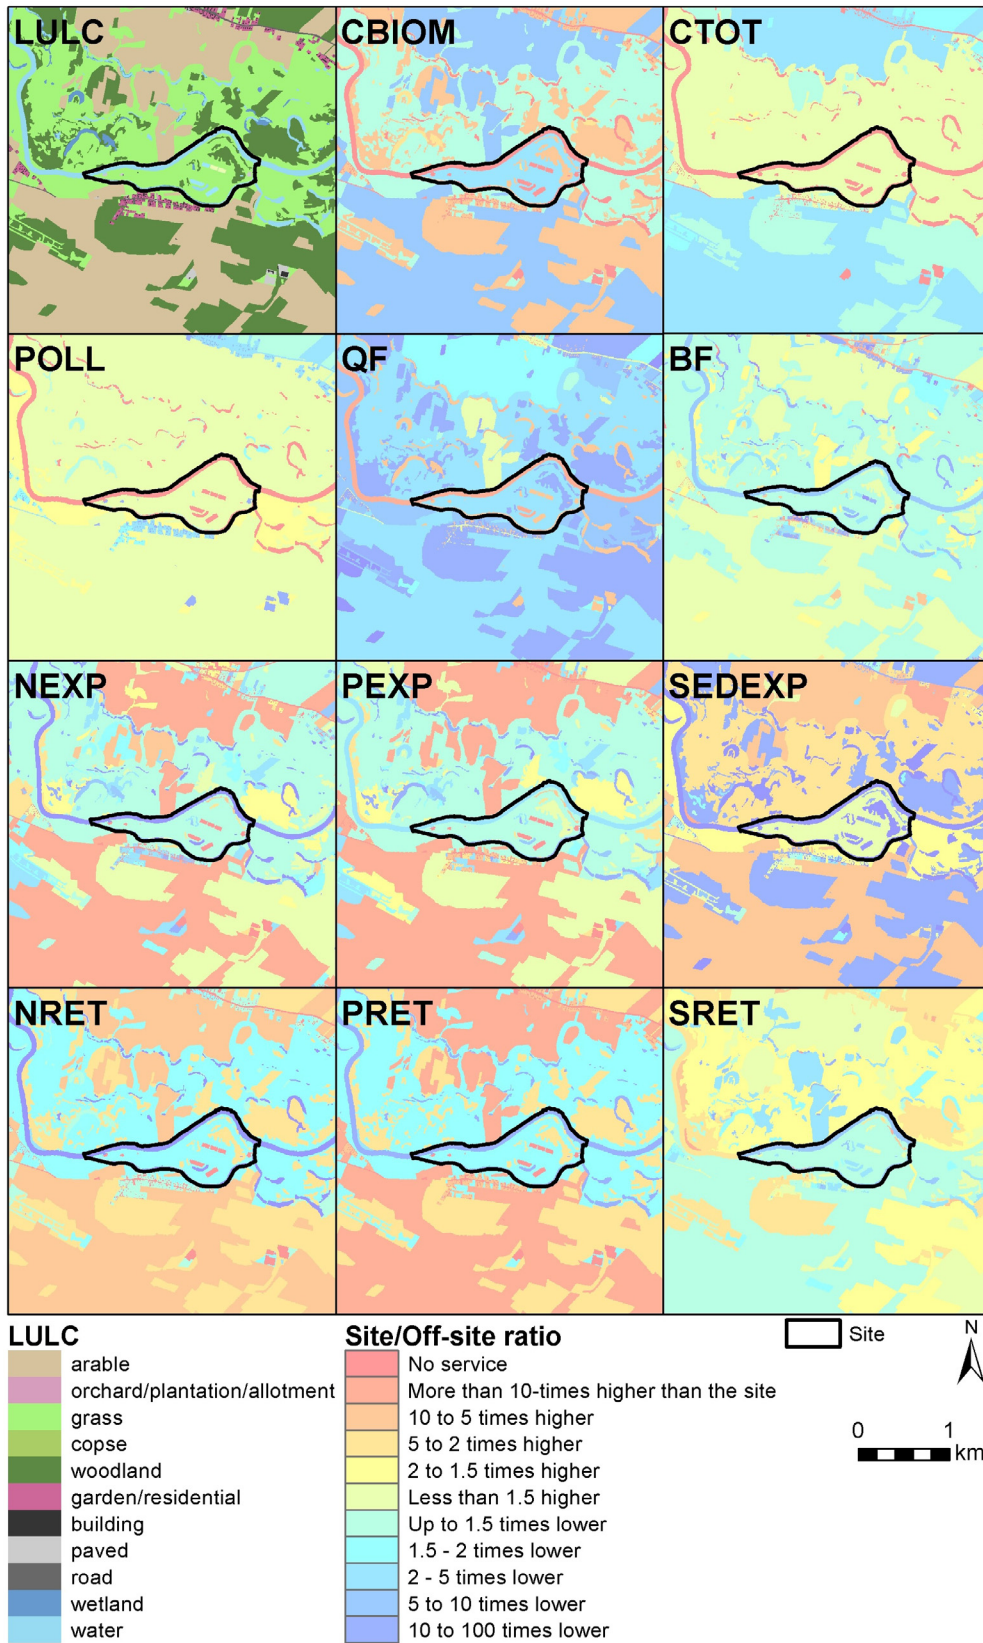 LULC CBIOM CTOT
POLL QF BF
NEXP PEXP SEDEXP
NRET PRET SRET
LULC
arable
orchard/plantation/allotment
grass
copse
woodland
garden/residential
building
paved
road
wetland
water
Site/Off-site ratio
No service
More than 10-times higher than the site
10 to 5 times higher
5 to 2 times higher
2 to 1.5 times higher
Less than 1.5 higher
Up to 1.5 times lower
1.5 - 2 times lower
2 - 5 times lower
5 to 10 times lower
10 to 100 times lower
Site
N
0 1
km